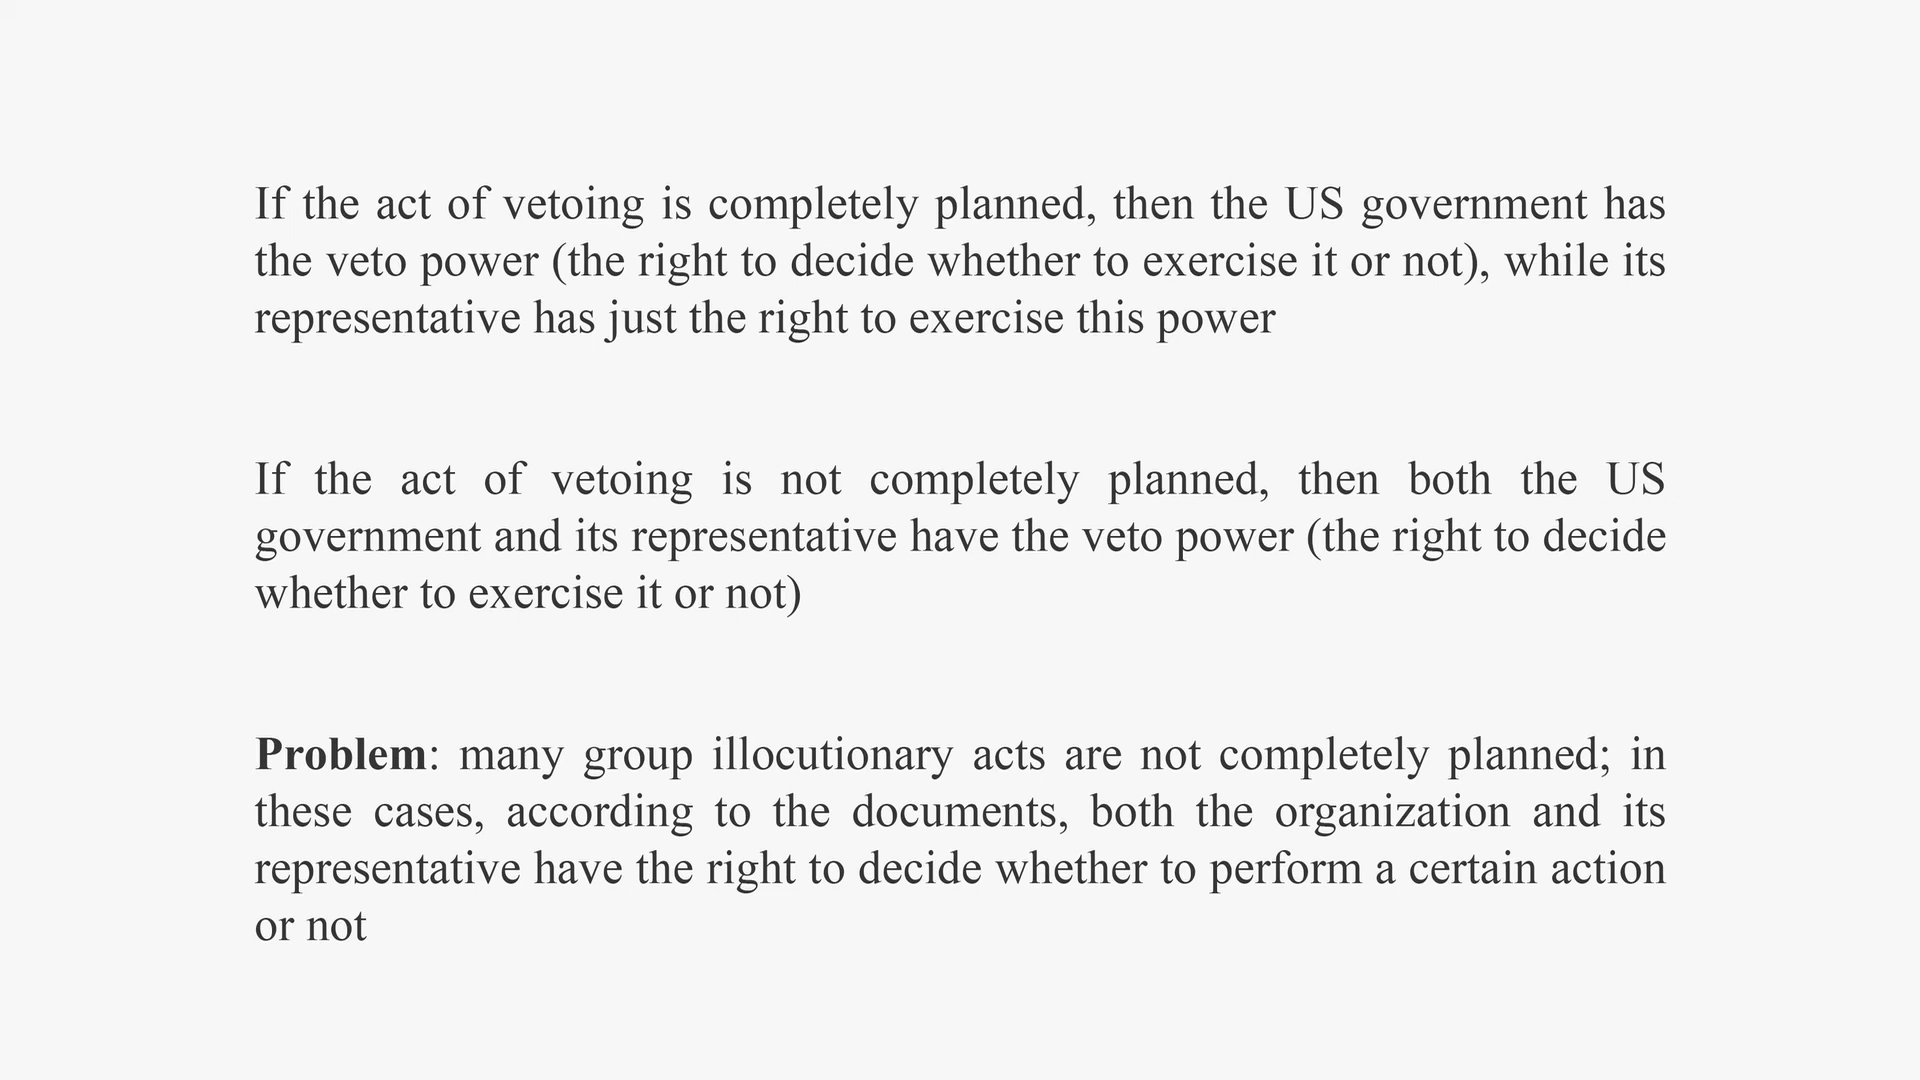 If the act of vetoing is completely planned, then the US government has
the veto power (the right to decide whether to exercise it or not), while its
representative has just the right to exercise this power
If the act of vetoing is not completely planned, then both the US
government and its representative have the veto power (the right to decide
whether to exercise it or not)
Problem: many group illocutionary acts are not completely planned; in
these cases, according to the documents, both the organization and its
representative have the right to decide whether to perform a certain action
or not